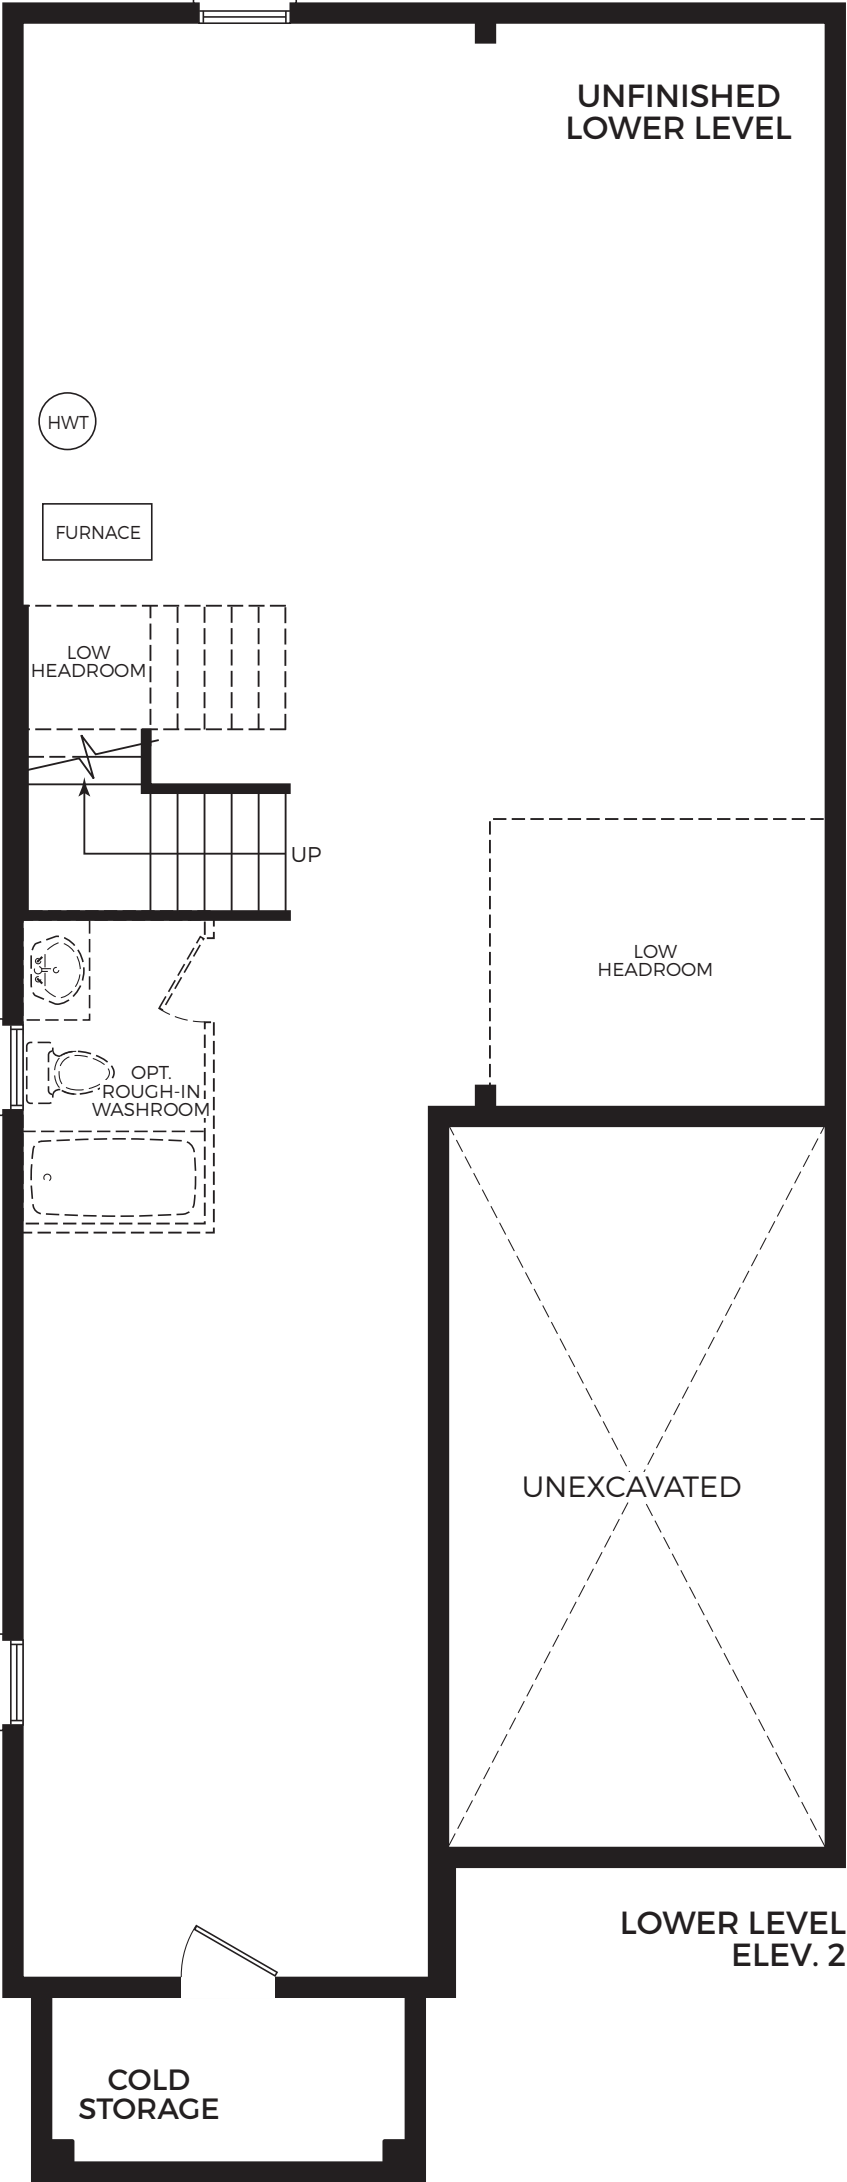 UNFINISHED
LOWER LEVEL
HWT
FURNACE
LOW
HEADROOM
UP
LOW
HEADROOM
OPT.
ROUGH-IN
WASHROOM
UNEXCAVATED
LOWER LEVEL
ELEV. 2
COLD
STORAGE